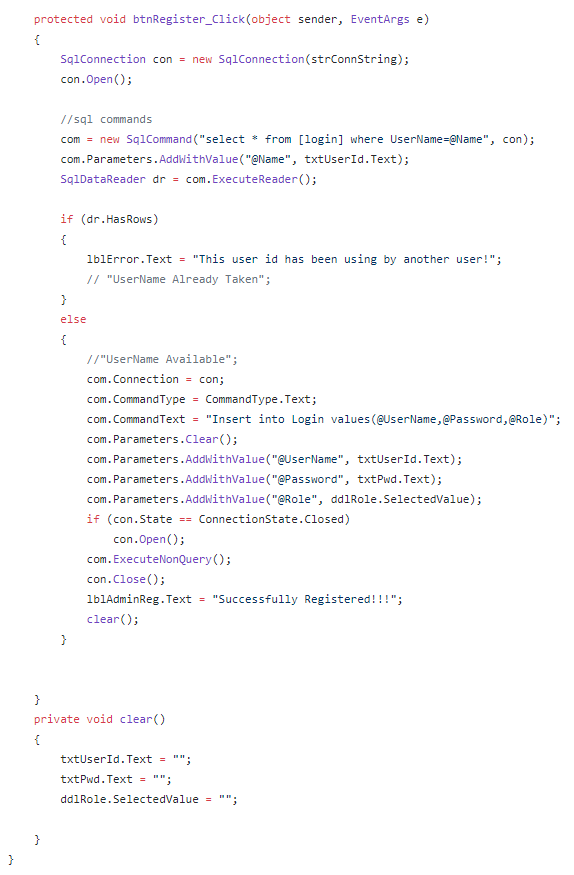 protected void btnRegister_Click(object sender, EventArgs e)
{
SqlConnection con = new SqlConnection(strConnString);
con.Open();
//sql commands
com = new SqlCommand("select * from [login] where UserName=@Name", con);
com.Parameters.AddWithValue("@Name", txtUserId.Text);
SqlDataReader dr = com.ExecuteReader();
if (dr.HasRows)
{
lblError.Text = "This user id has been using by another user!";
// "UserName Already Taken";
}
else
{
//"UserName Available";
com.Connection = con;
com.CommandType = CommandType.Text;
com.CommandText = "Insert into Login values(@UserName,@Password,@Role)";
com.Parameters.Clear();
com.Parameters.AddWithValue("@UserName", txtUserId.Text);
com.Parameters.AddWithValue("@Password", txtPwd.Text);
com.Parameters.AddWithValue("@Role", ddlRole.SelectedValue);
if (con.State == ConnectionState.Closed)
con.Open();
com.ExecuteNonQuery();
con.Close();
lblAdminReg.Text = "Successfully Registered!!!";
clear();
}
}
private void clear()
{
txtUserId.Text = "";
txtPwd.Text = "";
ddlRole.SelectedValue = "";
}
}